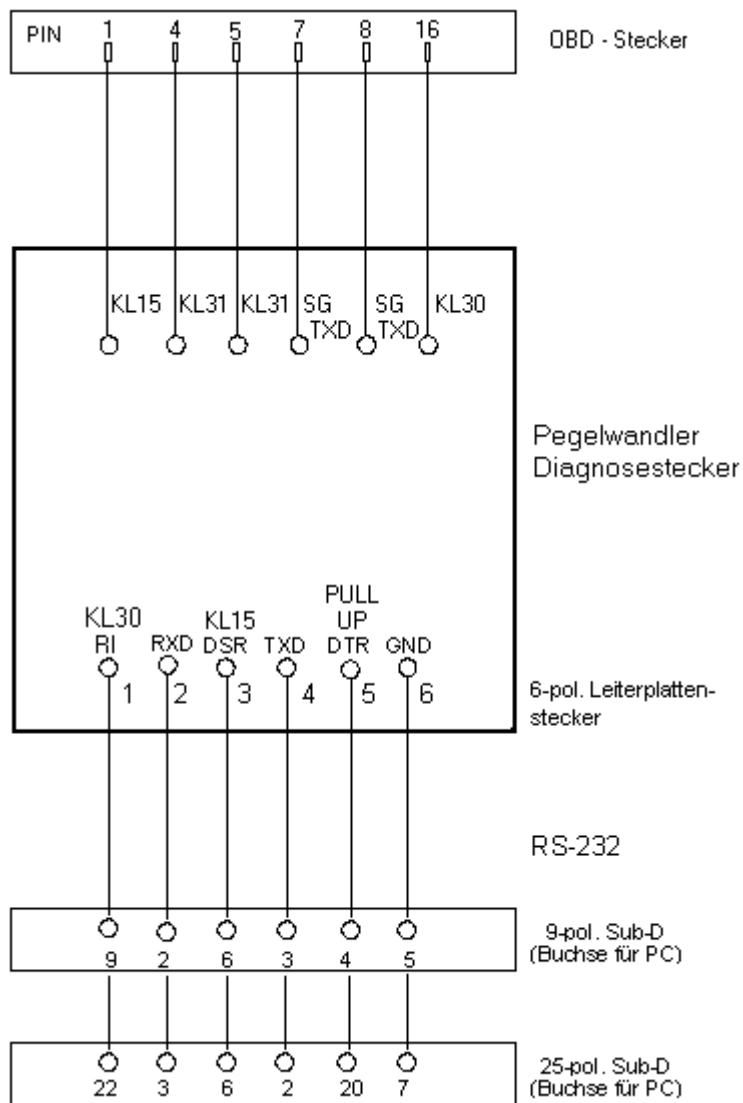 PIN 1 4 5 7 8 16
OBD - Stecker
KL15 KL31 KL31 SG TXD SG TXD KL30
Pegelwandler
Diagnosestecker
KL30 RI RXD KL15 DSR TXD PULL UP DTR GND
1 2 3 4 5 6
6-pol. Leiterplatten-
stecker
RS-232
9 2 6 3 4 5
9-pol. Sub-D
(Buchse für PC)
22 3 6 2 20 7
25-pol. Sub-D
(Buchse für PC)